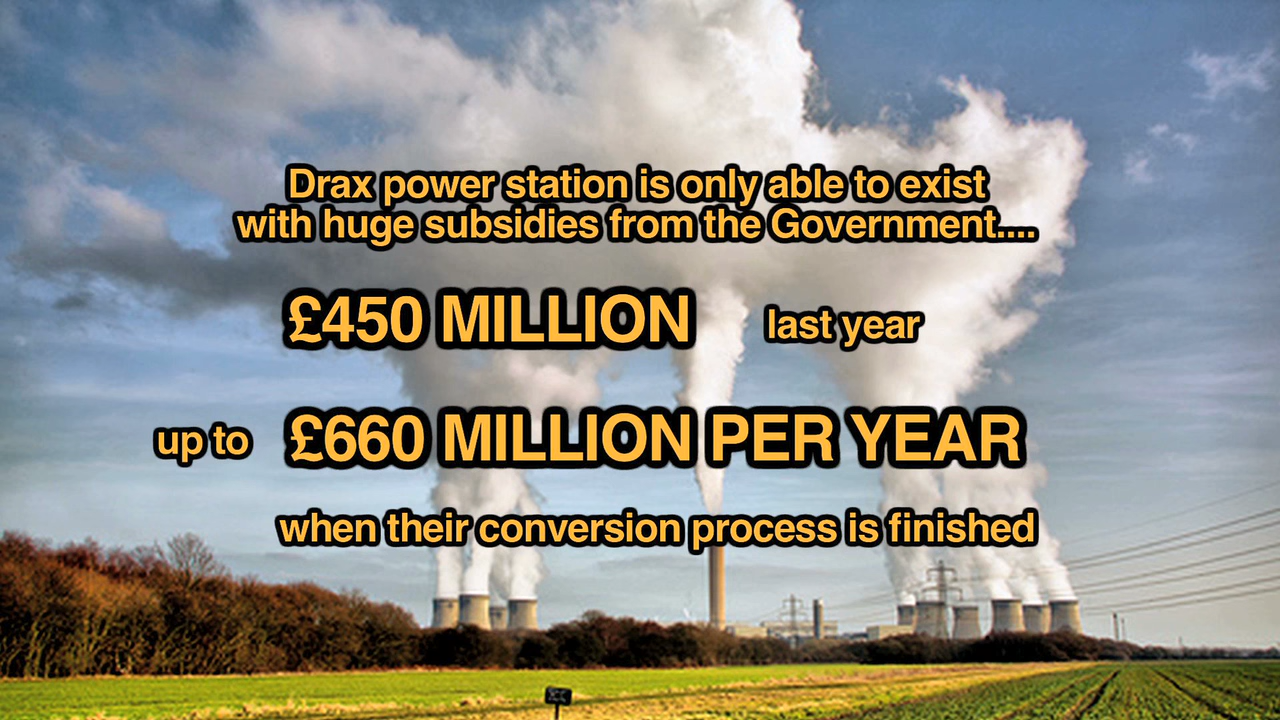 Drax power station is only able to exist
with huge subsidies from the Government....
£450 MILLION last year
up to £660 MILLION PER YEAR
when their conversion process is finished